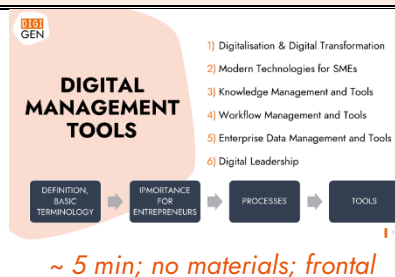 DIGI
GEN
DIGITAL
MANAGEMENT
TOOLS
1) Digitalisation & Digital Transformation
2) Modern Technologies for SMEs
3) Knowledge Management and Tools
4) Workflow Management and Tools
5) Enterprise Data Management and Tools
6) Digital Leadership
DEFINITION,
BASIC
TERMINOLOGY
IPMORTANCE
FOR
ENTREPRENEURS
PROCESSES
TOOLS
~ 5 min; no materials; frontal